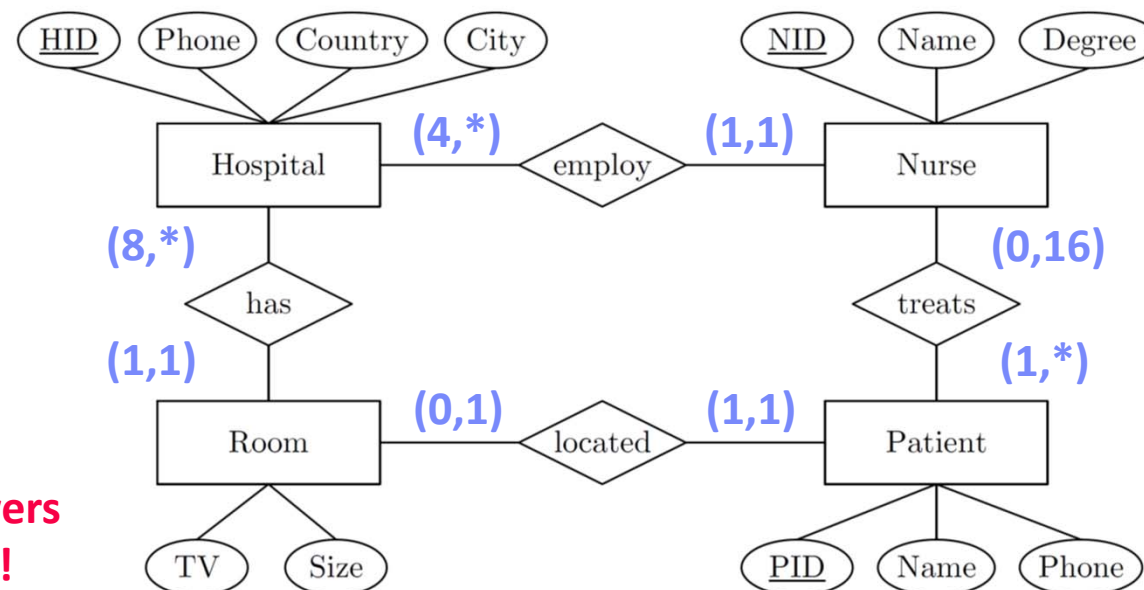 HID Phone Country City NID Name Degree
(4,*) (1,1)
Hospital employ Nurse
(8,*) (0,16)
has treats
(1,1) (1,*)
(0,1) (1,1)
Room located Patient
!
TV Size PID Name Phone